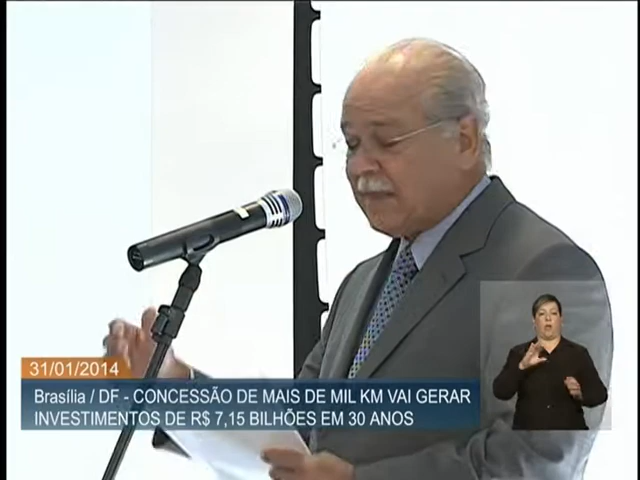 31/01/2014
Brasília / DF - CONCESSÃO DE MAIS DE MIL KM VAI GERAR
INVESTIMENTOS DE R$ 7,15 BILHÕES EM 30 ANOS